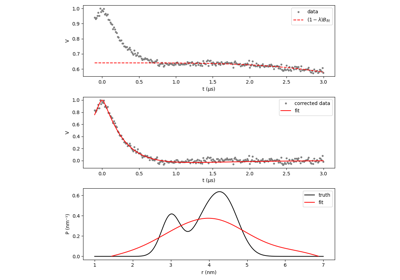 1.0
0.9
0.8
0.7
0.6
V
data
(1 − λ)B
0.0 0.5 1.0 1.5 2.0 2.5 3.0
t (μs)
1.0
0.8
0.6
0.4
0.2
0.0
V
corrected data
fit
0.0 0.5 1.0 1.5 2.0 2.5 3.0
t (μs)
0.6
0.4
0.2
0.0
P (nm⁻¹)
truth
fit
1 2 3 4 5 6 7
r (nm)